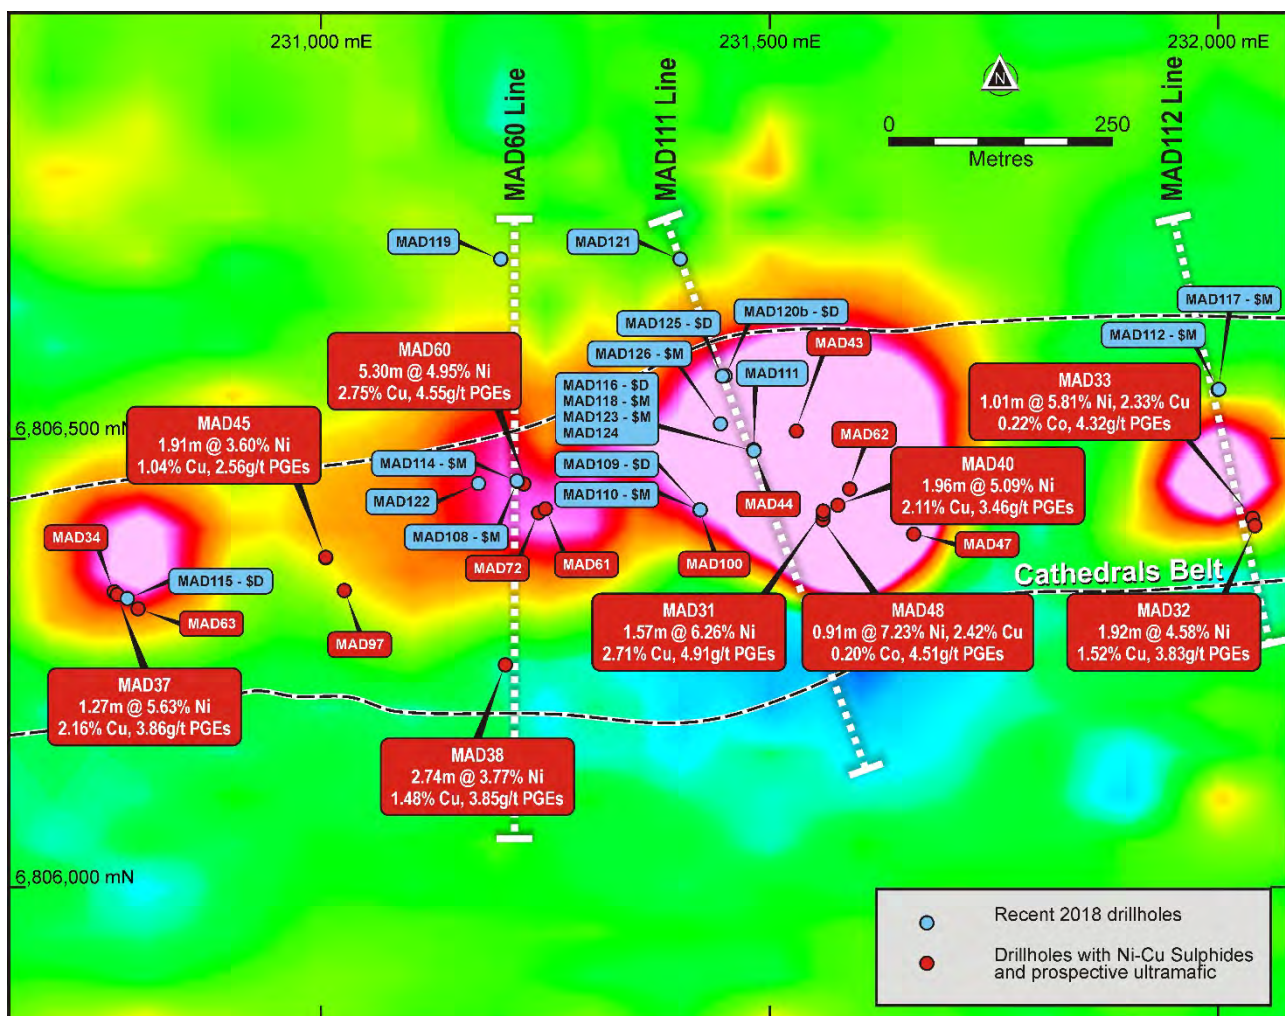 231,000 mE
231,500 mE
232,000 mE
MAD60 Line
MAD111 Line
MAD112 Line
N
0
250
Metres
MAD119
MAD121
MAD117 - $M
MAD112 - $M
MAD125 - $D
MAD120b - $D
MAD126 - $M
MAD111
MAD43
MAD60
5.30m @ 4.95% Ni
2.75% Cu, 4.55g/t PGEs
MAD116 - $D
MAD118 - $M
MAD123 - $M
MAD124
MAD33
1.01m @ 5.81% Ni, 2.33% Cu
0.22% Co, 4.32g/t PGEs
MAD45
1.91m @ 3.60% Ni
1.04% Cu, 2.56g/t PGEs
6,806,500 mN
MAD62
MAD114 - $M
MAD122
MAD109 - $D
MAD110 - $M
MAD40
1.96m @ 5.09% Ni
2.11% Cu, 3.46g/t PGEs
MAD44
MAD108 - $M
MAD34
MAD72
MAD61
MAD100
MAD47
MAD115 - $D
Cathedrals Belt
MAD63
MAD97
MAD31
1.57m @ 6.26% Ni
2.71% Cu, 4.91g/t PGEs
MAD48
0.91m @ 7.23% Ni, 2.42% Cu
0.20% Co, 4.51g/t PGEs
MAD32
1.92m @ 4.58% Ni
1.52% Cu, 3.83g/t PGEs
MAD37
1.27m @ 5.63% Ni
2.16% Cu, 3.86g/t PGEs
MAD38
2.74m @ 3.77% Ni
1.48% Cu, 3.85g/t PGEs
6,806,000 mN
Recent 2018 drillholes
Drillholes with Ni-Cu Sulphides
and prospective ultramafic